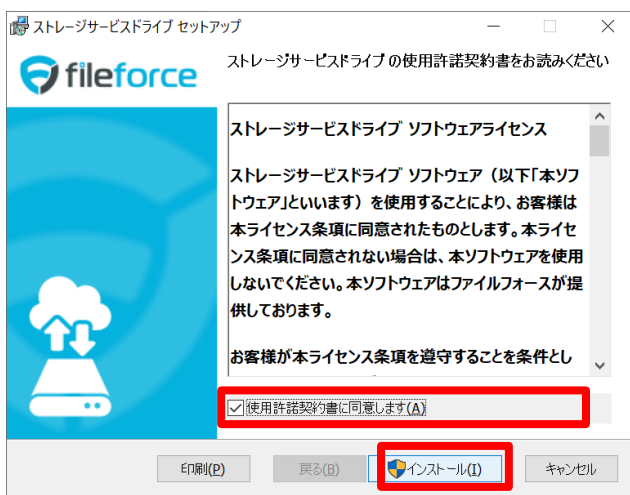 ストレージサービスドライブ セットアップ
fileforce
ストレージサービスドライブ の使用許諾契約書をお読みください
ストレージサービスドライブ ソフトウェアライセンス
ストレージサービスドライブ ソフトウェア（以下「本ソフ
トウェア」といいます）を使用することにより、お客様は
本ライセンス条項に同意されたものとします。本ライセ
ンス条項に同意されない場合は、本ソフトウェアを使用
しないでください。本ソフトウェアはファイルフォースが提
供しております。
お客様が本ライセンス条項を遵守することを条件とし
使用許諾契約書に同意します(A)
印刷(P)
戻る(B)
インストール(I)
キャンセル